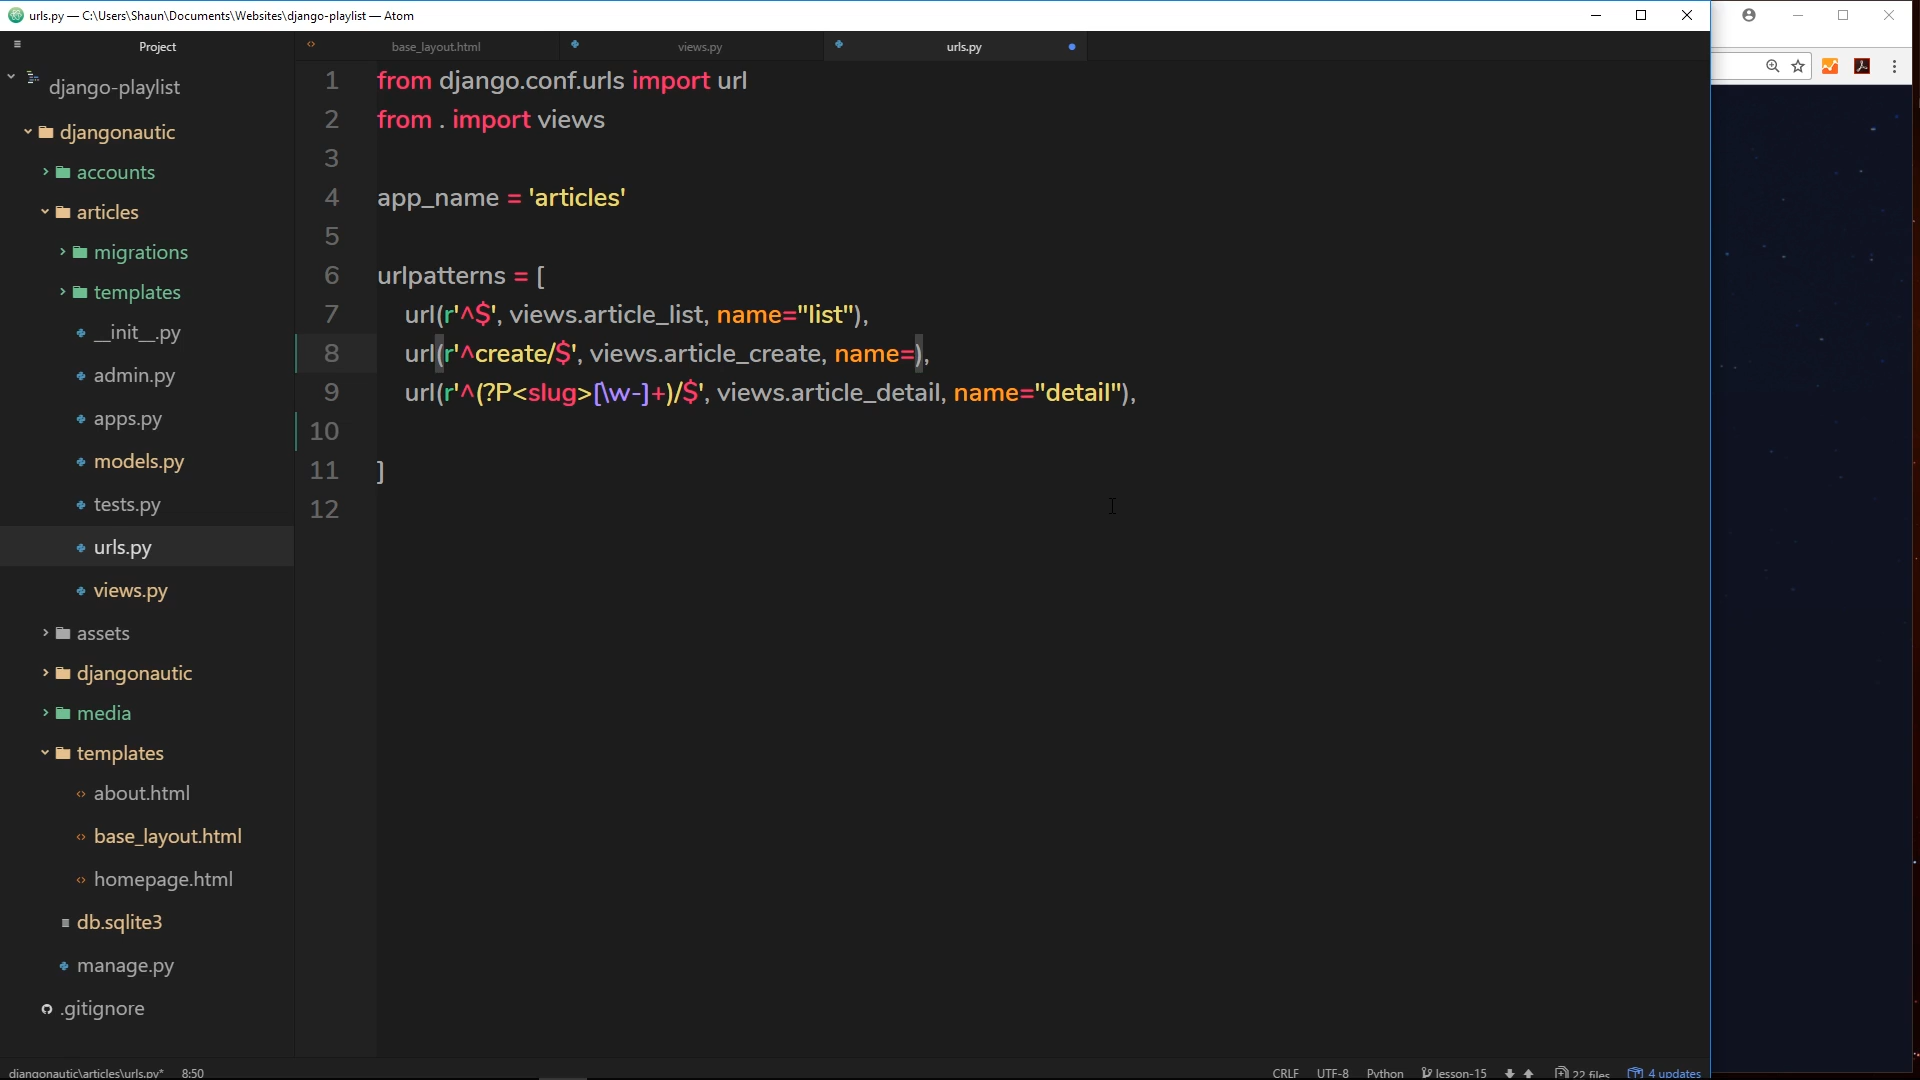 urls.py — C:\Users\Shaun\Documents\Websites\django-playlist — Atom
Project
base_layout.html
views.py
urls.py
django-playlist
djangonautic
accounts
articles
migrations
templates
__init__.py
admin.py
apps.py
models.py
tests.py
urls.py
views.py
assets
djangonautic
media
templates
about.html
base_layout.html
homepage.html
db.sqlite3
manage.py
.gitignore
1 from django.conf.urls import url
2 from . import views
3
4 app_name = 'articles'
5
6 urlpatterns = [
7 url(r'^$', views.article_list, name="list"),
8 url(r'^create/$', views.article_create, name=),
9 url(r'^(?P<slug>[\w-]+)/$', views.article_detail, name="detail"),
10
11 ]
12
djangonautic\articles\urls.py* 8:50
CRLF UTF-8 Python lesson-15 22 files 4 updates